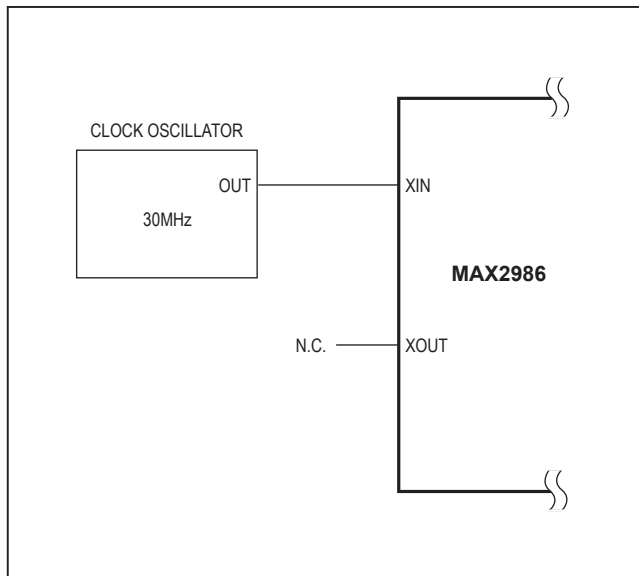 CLOCK OSCILLATOR
OUT
30MHz
XIN
MAX2986
N.C.
XOUT